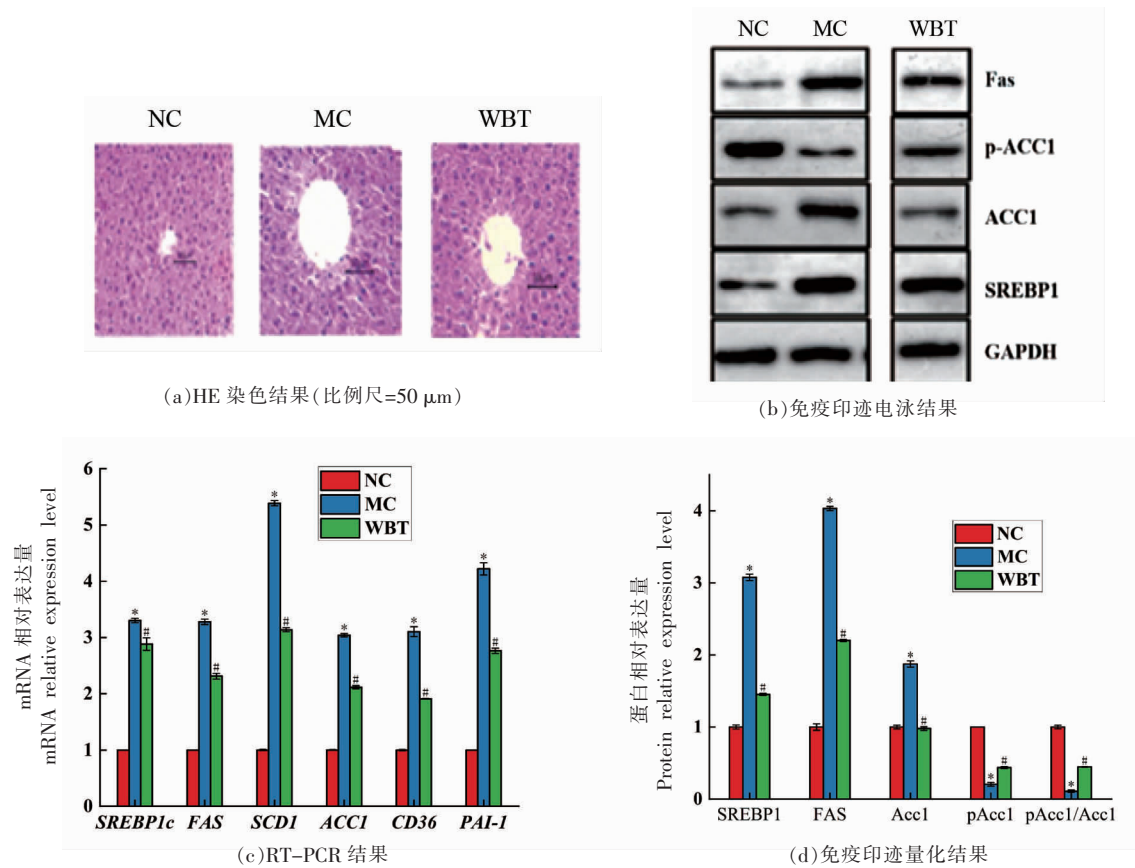 NC MC WBT
(a)HE 染色结果(比例尺=50 μm)
NC MC WBT
Fas
p-ACC1
ACC1
SREBP1
GAPDH
(b)免疫印迹电泳结果
mRNA 相对表达量
mRNA relative expression level
6
5
4
3
2
1
0
NC
MC
WBT
* # * # * # * # * # * #
SREBP1c FAS SCD1 ACC1 CD36 PAI-1
(c)RT-PCR 结果
蛋白相对表达量
Protein relative expression level
4
3
2
1
0
NC
MC
WBT
* # * # * # * # * #
SREBP1 FAS Acc1 pAcc1 pAcc1/Acc1
(d)免疫印迹量化结果